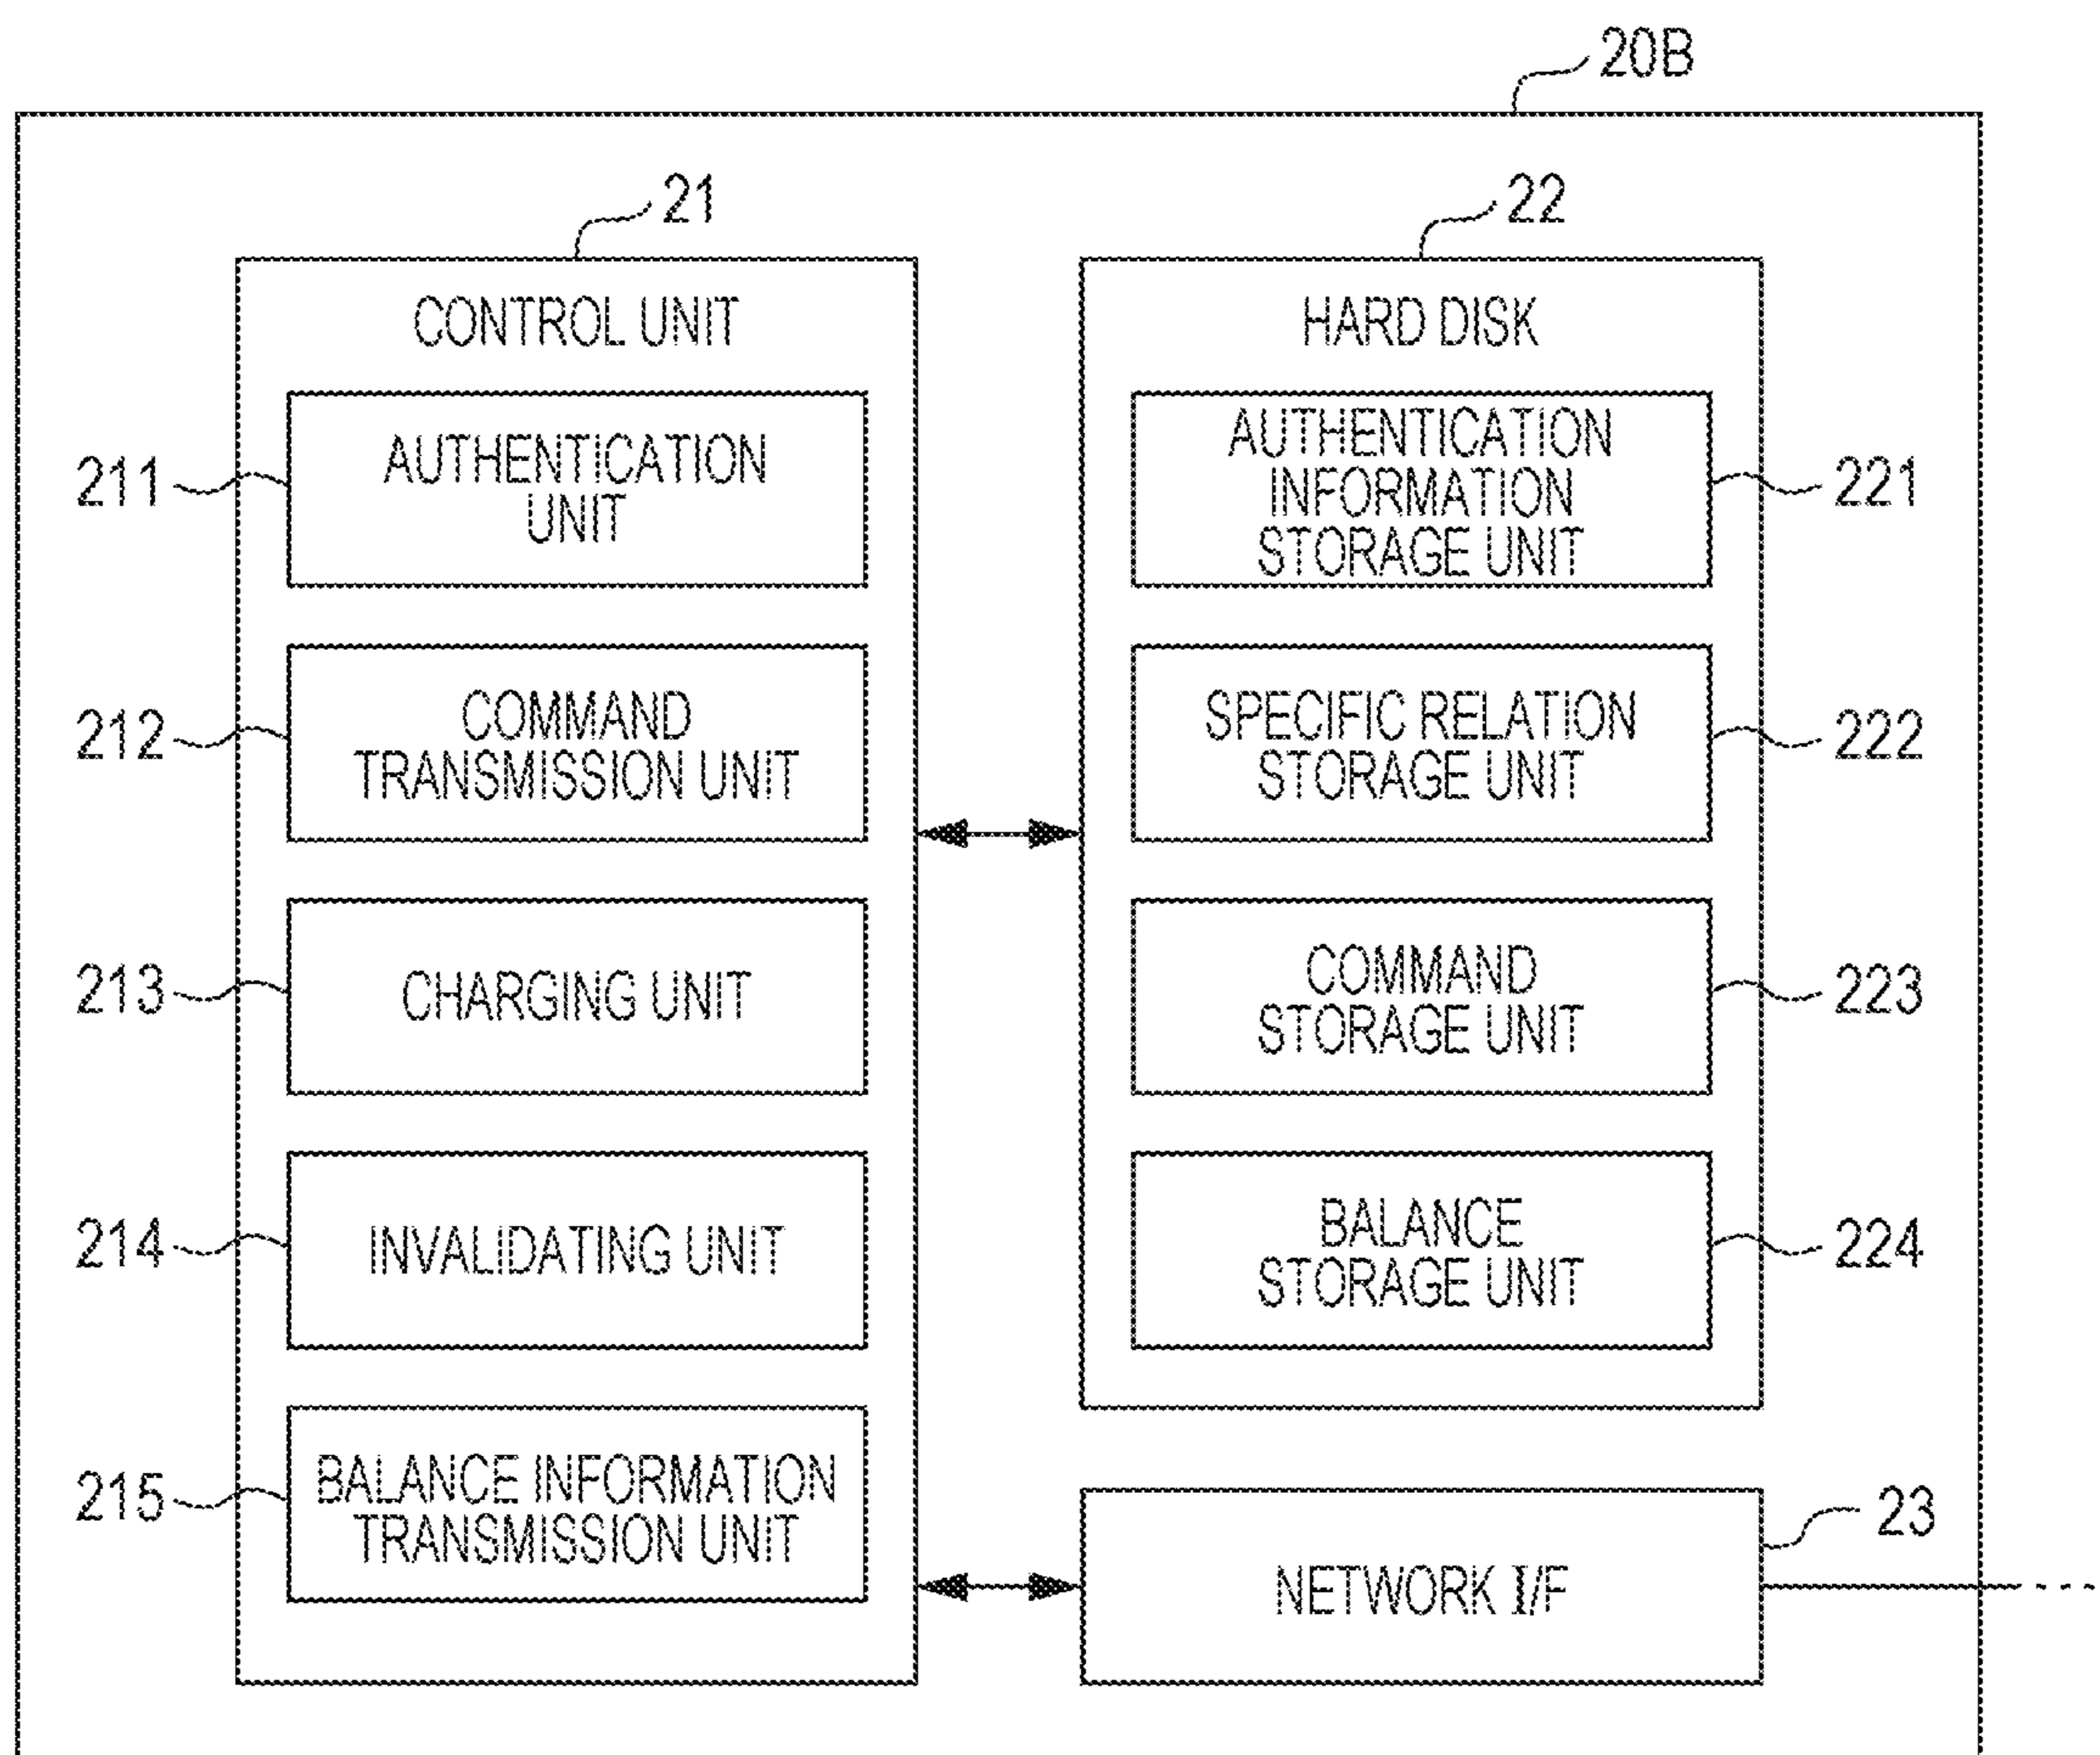 20B
21
CONTROL UNIT
211
AUTHENTICATION
UNIT
212
COMMAND
TRANSMISSION UNIT
213
CHARGING UNIT
214
INVALIDATING UNIT
215
BALANCE INFORMATION
TRANSMISSION UNIT
22
HARD DISK
AUTHENTICATION
INFORMATION
STORAGE UNIT
221
SPECIFIC RELATION
STORAGE UNIT
222
COMMAND
STORAGE UNIT
223
BALANCE
STORAGE UNIT
224
23
NETWORK I/F